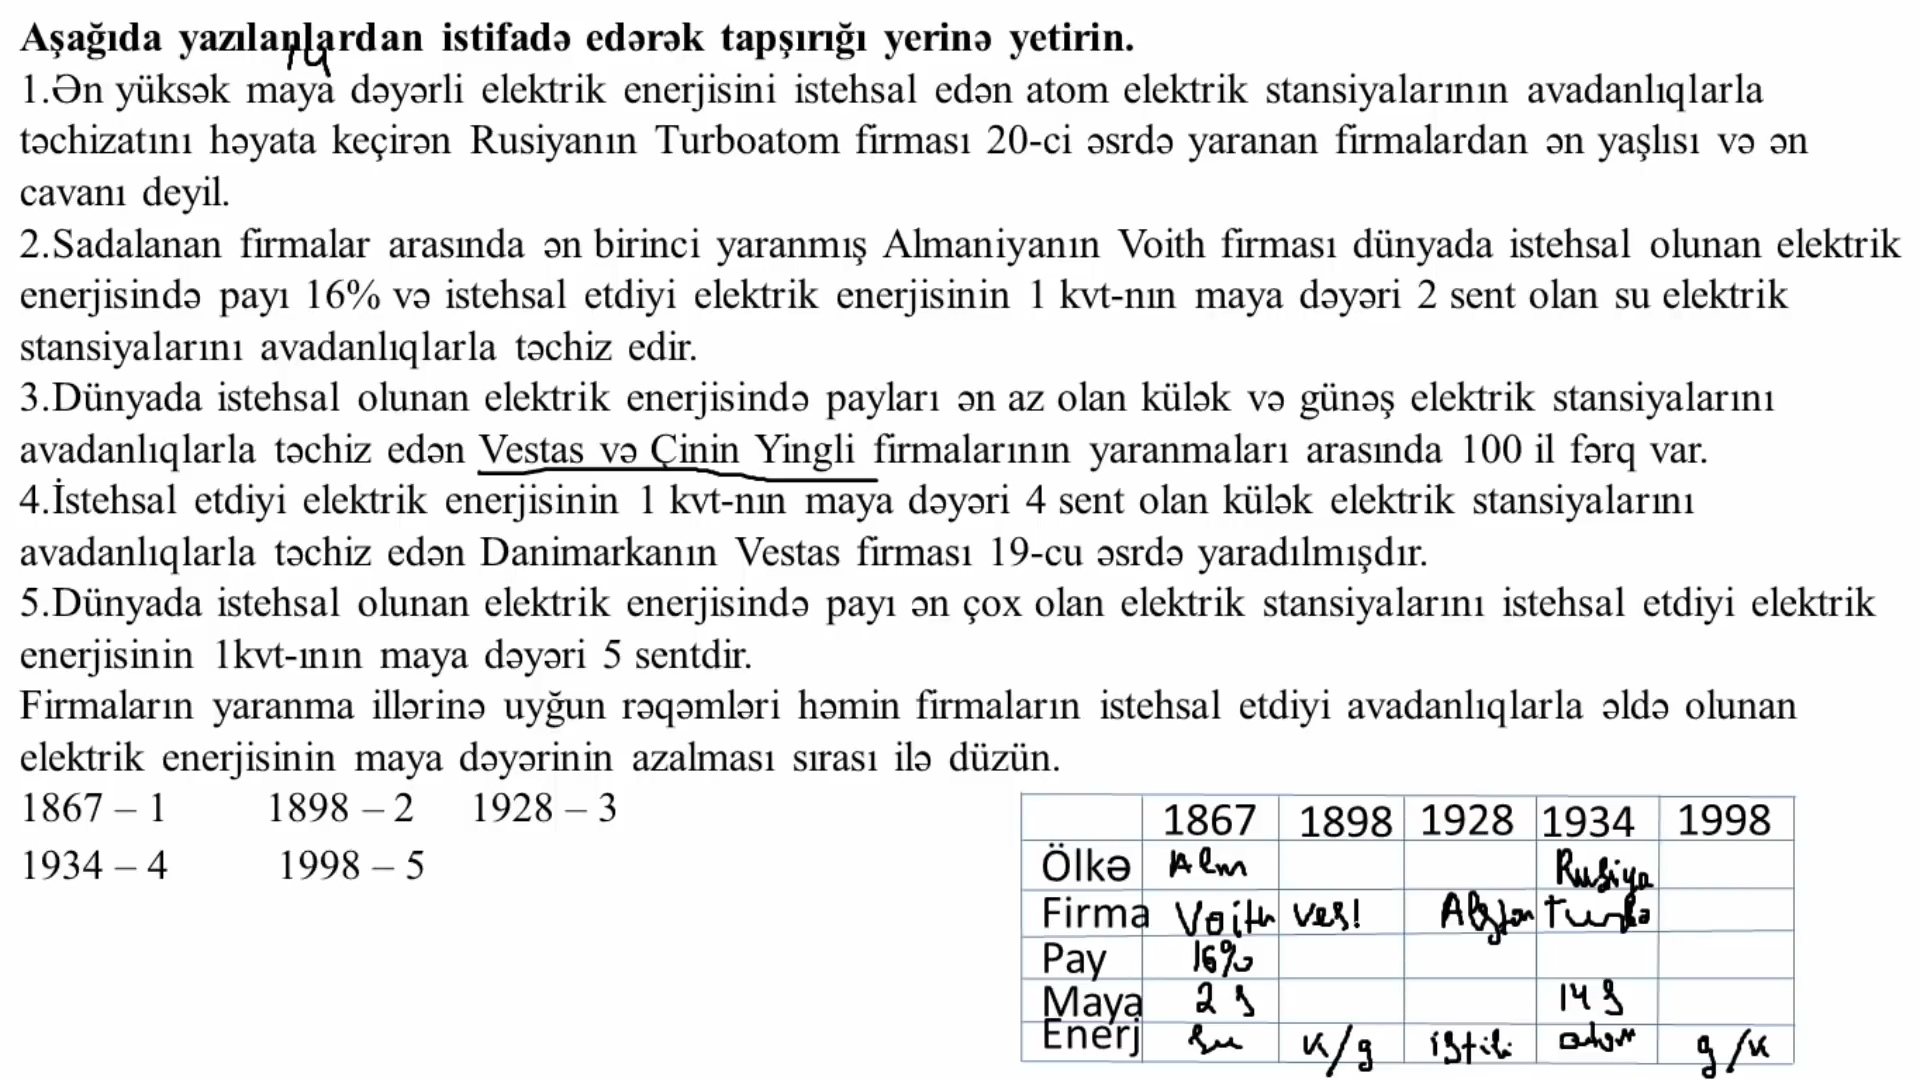 Aşağıda yazılanlardan istifadə edərək tapşırığı yerinə yetirin.
14
1.Ən yüksək maya dəyərli elektrik enerjisini istehsal edən atom elektrik stansiyalarının avadanlıqlarla
təchizatını həyata keçirən Rusiyanın Turboatom firması 20-ci əsrdə yaranan firmalardan ən yaşlısı və ən
cavanı deyil.
2.Sadalanan firmalar arasında ən birinci yaranmış Almaniyanın Voith firması dünyada istehsal olunan elektrik
enerjisində payı 16% və istehsal etdiyi elektrik enerjisinin 1 kvt-nın maya dəyəri 2 sent olan su elektrik
stansiyalarını avadanlıqlarla təchiz edir.
3.Dünyada istehsal olunan elektrik enerjisində payları ən az olan külək və günəş elektrik stansiyalarını
avadanlıqlarla təchiz edən Vestas və Çinin Yingli firmalarının yaranmaları arasında 100 il fərq var.
4.İstehsal etdiyi elektrik enerjisinin 1 kvt-nın maya dəyəri 4 sent olan külək elektrik stansiyalarını
avadanlıqlarla təchiz edən Danimarkanın Vestas firması 19-cu əsrdə yaradılmışdır.
5.Dünyada istehsal olunan elektrik enerjisində payı ən çox olan elektrik stansiyalarını istehsal etdiyi elektrik
enerjisinin 1kvt-ının maya dəyəri 5 sentdir.
Firmaların yaranma illərinə uyğun rəqəmləri həmin firmaların istehsal etdiyi avadanlıqlarla əldə olunan
elektrik enerjisinin maya dəyərinin azalması sırası ilə düzün.
1867 – 1 1898 – 2 1928 – 3
1934 – 4 1998 – 5
1867 1898 1928 1934 1998
Ölkə Alm Rusiya
Firma Voith Ves!
Pay 16%
Maya 2 s 14 s
Enerj su k/g istili atom g/k